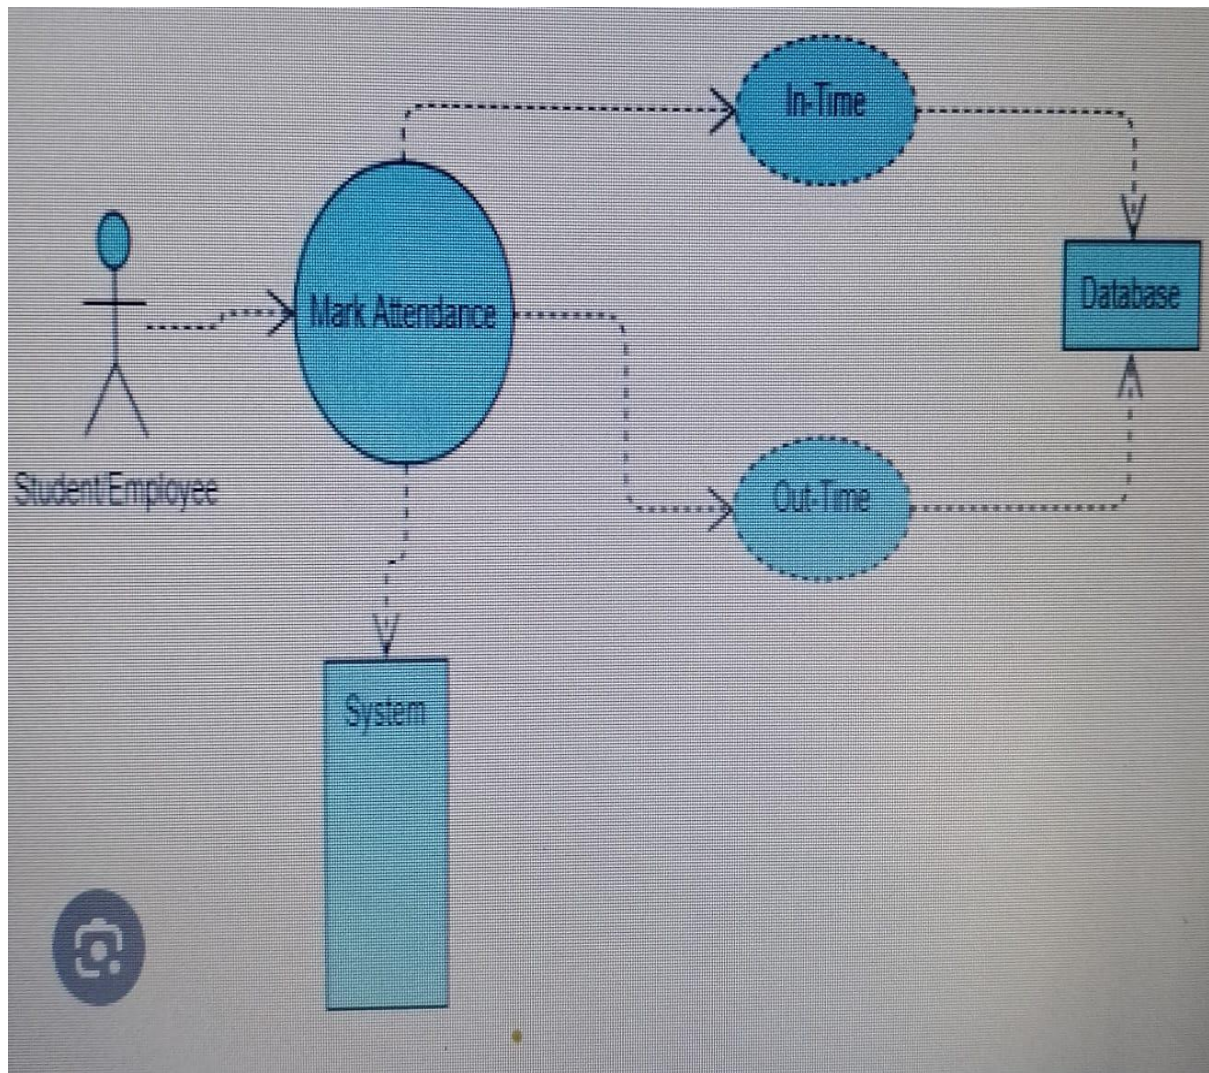 In-Time
Mark Attendance
Database
Student/Employee
Out-Time
System